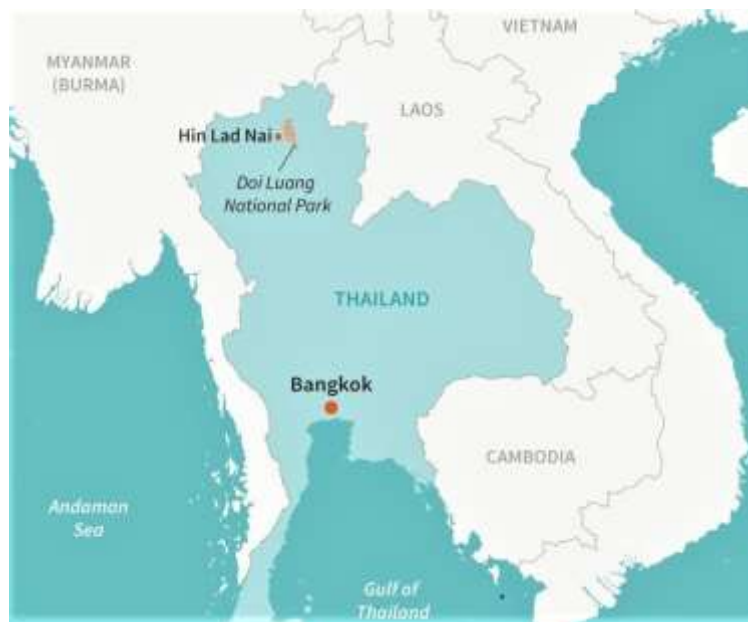 VIETNAM
MYANMAR
(BURMA)
LAOS
Hin Lad Nai
Doi Luang
National Park
THAILAND
Bangkok
CAMBODIA
Andaman
Sea
Gulf of
Thailand